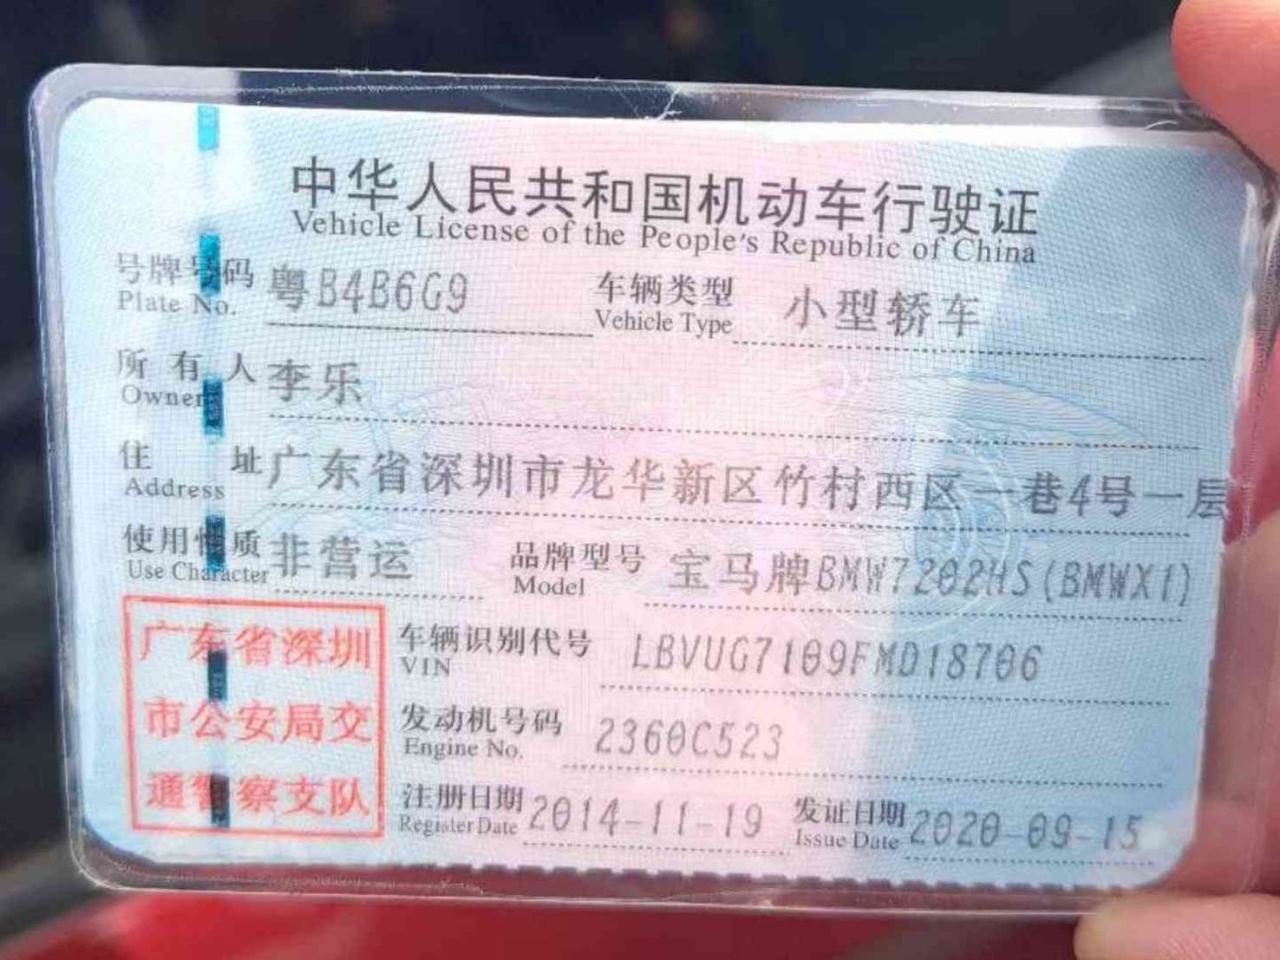 中华人民共和国机动车行驶证
Vehicle License of the People's Republic of China
号牌号码 粤B4B6G9 车辆类型 小型轿车
Plate No. Vehicle Type
所有人 李乐
Owner
住址 广东省深圳市龙华新区竹村西区一巷4号一层
Address
使用性质 非营运 品牌型号 宝马牌BMW7202HS(BMWX1)
Use Character Model
车辆识别代号 LBVUG7109FMD18706
VIN
发动机号码 2360C523
Engine No.
注册日期 2014-11-19 发证日期 2020-09-15
Register Date Issue Date
广东省深圳
市公安局交
通警察支队